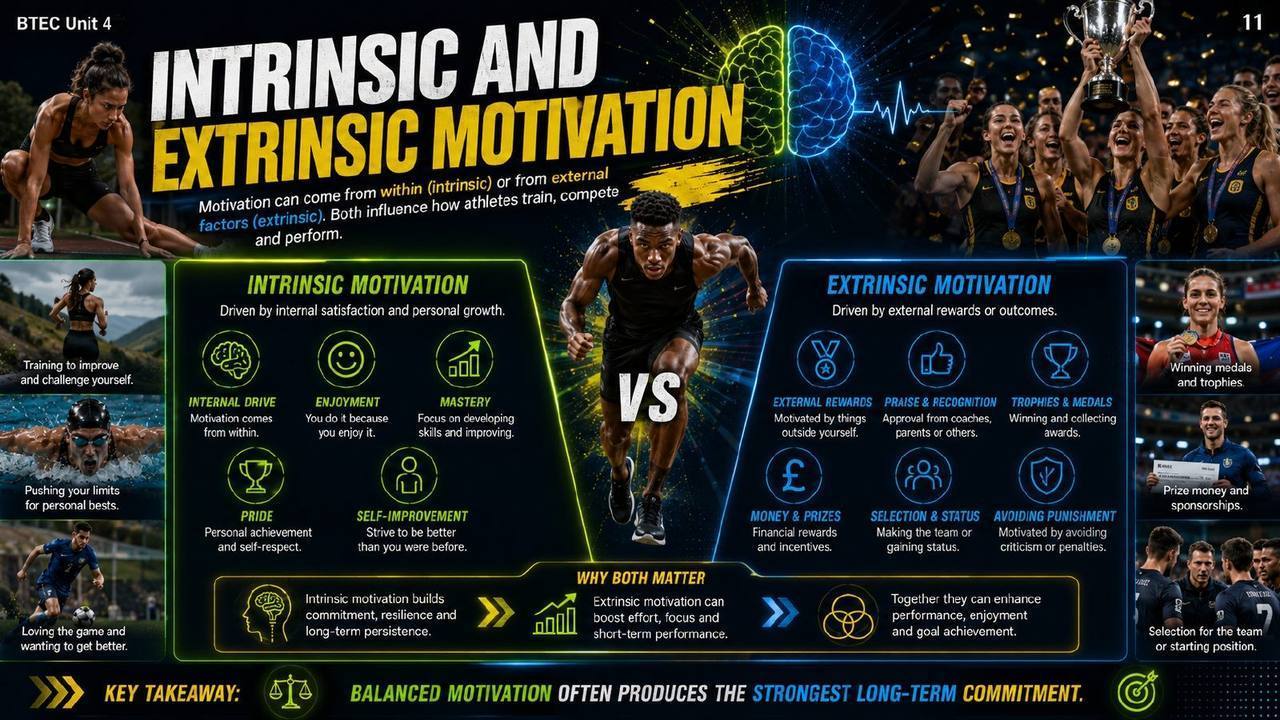 BTEC Unit 4
11
INTRINSIC AND
EXTRINSIC MOTIVATION
Motivation can come from within (intrinsic) or from external
factors (extrinsic). Both influence how athletes train, compete
and perform.
Training to improve
and challenge yourself.
Pushing your limits
for personal bests.
Loving the game and
wanting to get better.
INTRINSIC MOTIVATION
Driven by internal satisfaction and personal growth.
INTERNAL DRIVE
Motivation comes
from within.
ENJOYMENT
You do it because
you enjoy it.
MASTERY
Focus on developing
skills and improving.
PRIDE
Personal achievement
and self-respect.
SELF-IMPROVEMENT
Strive to be better
than you were before.
VS
EXTRINSIC MOTIVATION
Driven by external rewards or outcomes.
EXTERNAL REWARDS
Motivated by things
outside yourself.
PRAISE & RECOGNITION
Approval from coaches,
parents or others.
TROPHIES & MEDALS
Winning and collecting
awards.
£
MONEY & PRIZES
Financial rewards
and incentives.
SELECTION & STATUS
Making the team or
gaining status.
AVOIDING PUNISHMENT
Motivated by avoiding
criticism or penalties.
Winning medals
and trophies.
Prize money and
sponsorships.
Selection for the team
or starting position.
WHY BOTH MATTER
Intrinsic motivation builds
commitment, resilience and
long-term persistence.
Extrinsic motivation can
boost effort, focus and
short-term performance.
Together they can enhance
performance, enjoyment
and goal achievement.
KEY TAKEAWAY:
BALANCED MOTIVATION OFTEN PRODUCES THE STRONGEST LONG-TERM COMMITMENT.